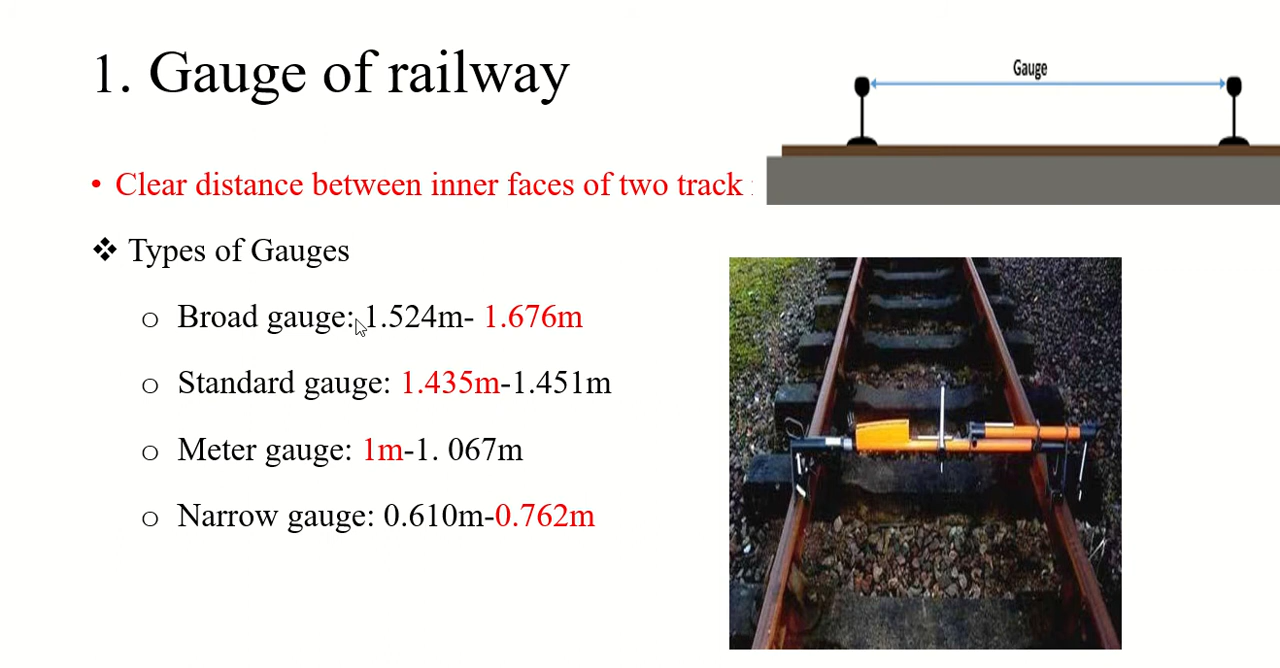 1. Gauge of railway
Gauge
• Clear distance between inner faces of two track
❖ Types of Gauges
o Broad gauge: 1.524m- 1.676m
o Standard gauge: 1.435m-1.451m
o Meter gauge: 1m-1. 067m
o Narrow gauge: 0.610m-0.762m